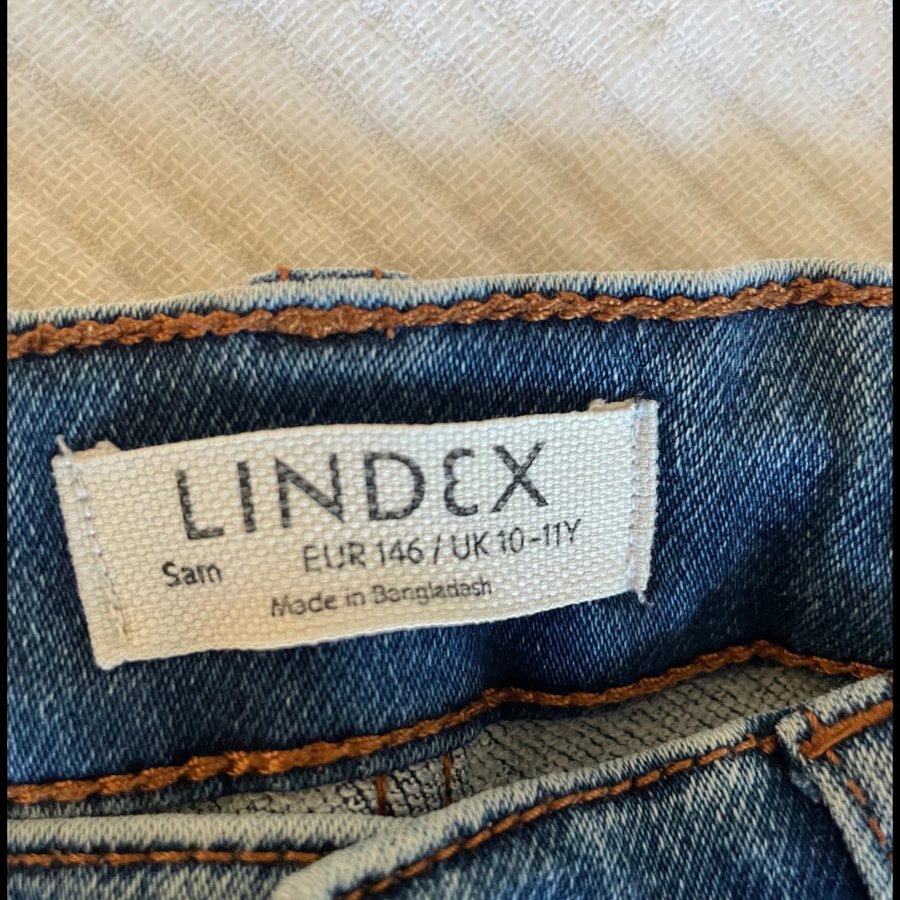 LINDEX
Sam EUR 146 / UK 10-11Y
Made in Bangladesh